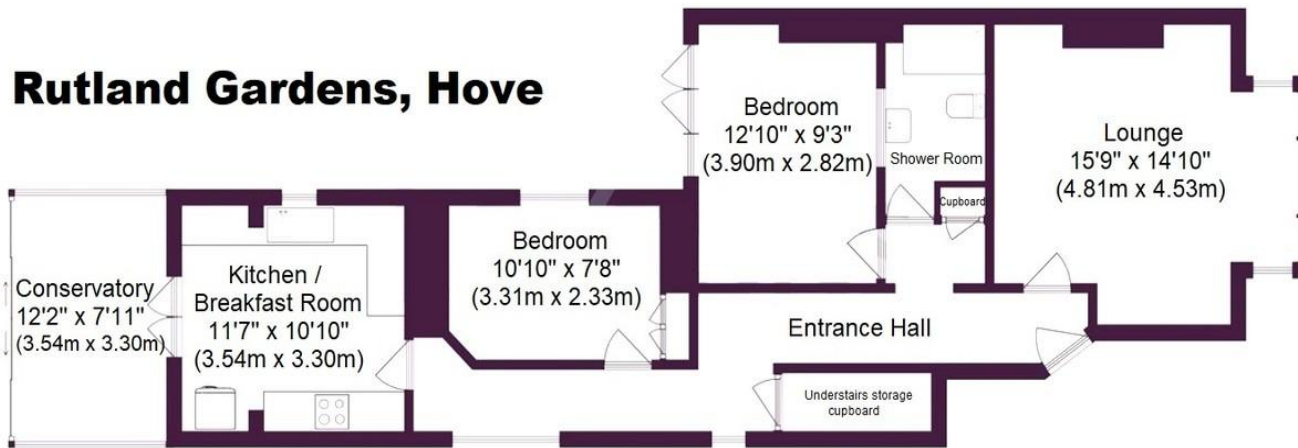 Rutland Gardens, Hove
Conservatory
12'2" x 7'11"
(3.54m x 3.30m)
Kitchen /
Breakfast Room
11'7" x 10'10"
(3.54m x 3.30m)
Bedroom
10'10" x 7'8"
(3.31m x 2.33m)
Bedroom
12'10" x 9'3"
(3.90m x 2.82m)
Shower Room
Cupboard
Lounge
15'9" x 14'10"
(4.81m x 4.53m)
Entrance Hall
Understairs storage
cupboard